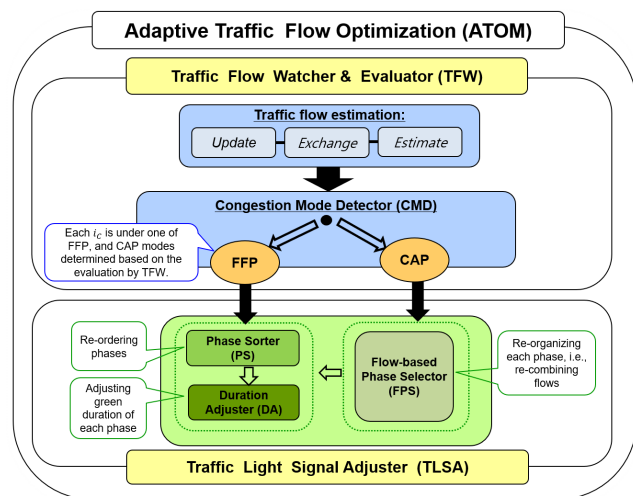 Adaptive Traffic Flow Optimization (ATOM)
Traffic Flow Watcher & Evaluator (TFW)
Traffic flow estimation:
Update
Exchange
Estimate
Congestion Mode Detector (CMD)
Each i_c is under one of
FFP, and CAP modes
determined based on the
evaluation by TFW.
FFP
CAP
Re-ordering
phases
Phase Sorter
(PS)
Adjusting
green
duration of
each phase
Duration
Adjuster (DA)
Flow-based
Phase Selector
(FPS)
Re-organizing
each phase, i.e.,
re-combining
flows
Traffic Light Signal Adjuster (TLSA)